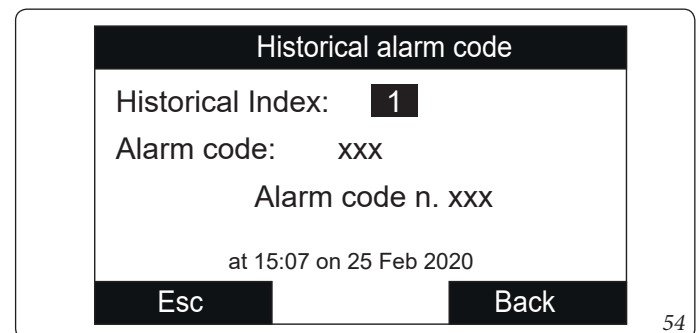 Historical alarm code
Historical Index: 1
Alarm code: xxx
Alarm code n. xxx
at 15:07 on 25 Feb 2020
Esc Back
54